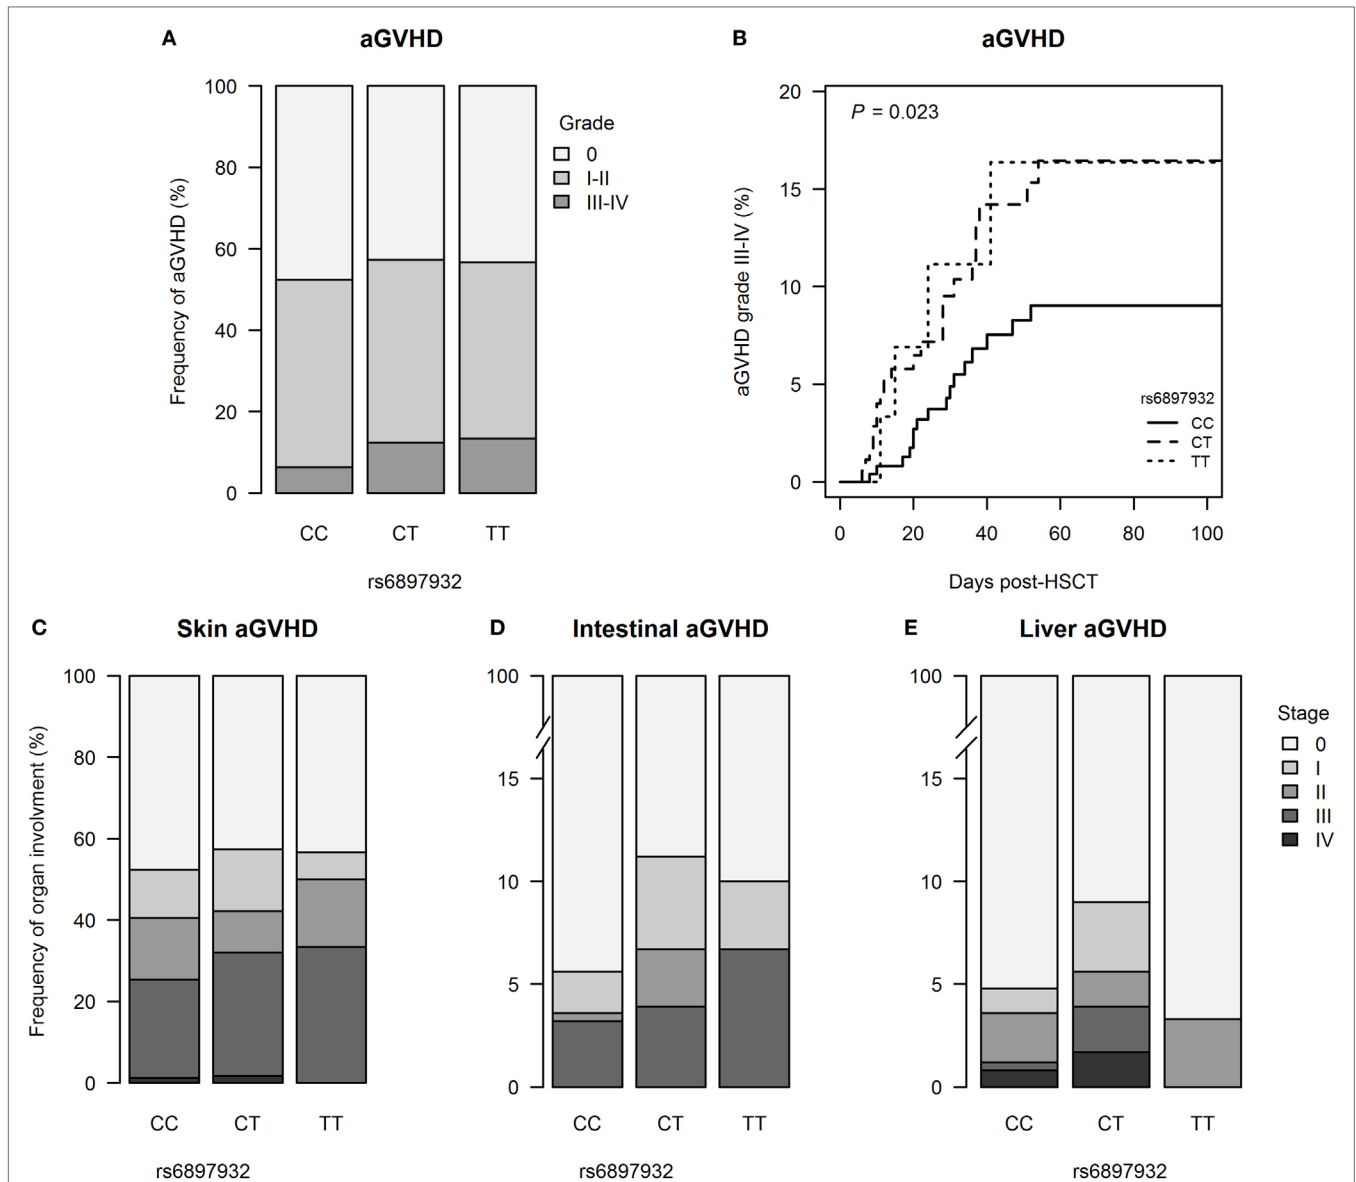 A
aGVHD
100
80
60
40
20
0
Frequency of aGVHD (%)
CC CT TT
rs6897932
Grade
0
I-II
III-IV
B
aGVHD
20
15
10
5
0
aGVHD grade III-IV (%)
P = 0.023
rs6897932
CC
CT
TT
0 20 40 60 80 100
Days post-HSCT
C
Skin aGVHD
100
80
60
40
20
0
Frequency of organ involvment (%)
CC CT TT
rs6897932
D
Intestinal aGVHD
100
15
10
5
0
CC CT TT
rs6897932
E
Liver aGVHD
100
15
10
5
0
CC CT TT
rs6897932
Stage
0
I
II
III
IV